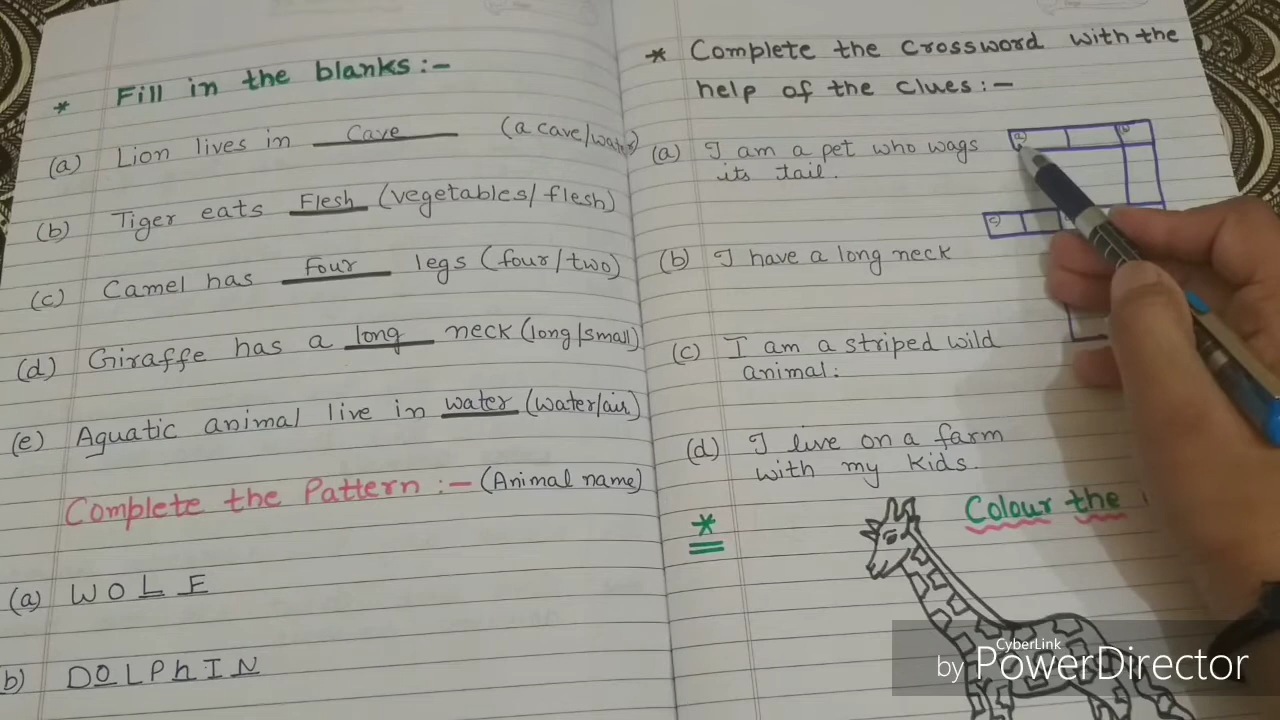 * Fill in the blanks:-
(a) Lion lives in Cave (a cave/water)
(b) Tiger eats Flesh (vegetables/flesh)
(c) Camel has Four legs (four/two)
(d) Giraffe has a long neck (long/small)
(e) Aquatic animal live in water (water/air)
Complete the Pattern :- (Animal name)
(a) W O L F
b) D O L P h I N
* Complete the crossword with the
help of the clues:-
(a) I am a pet who wags
its tail.
(a) (b)
(c)
(b) I have a long neck
(c) I am a striped wild
animal.
(d) I live on a farm
with my kids.
* Colour the
CyberLink
by PowerDirector